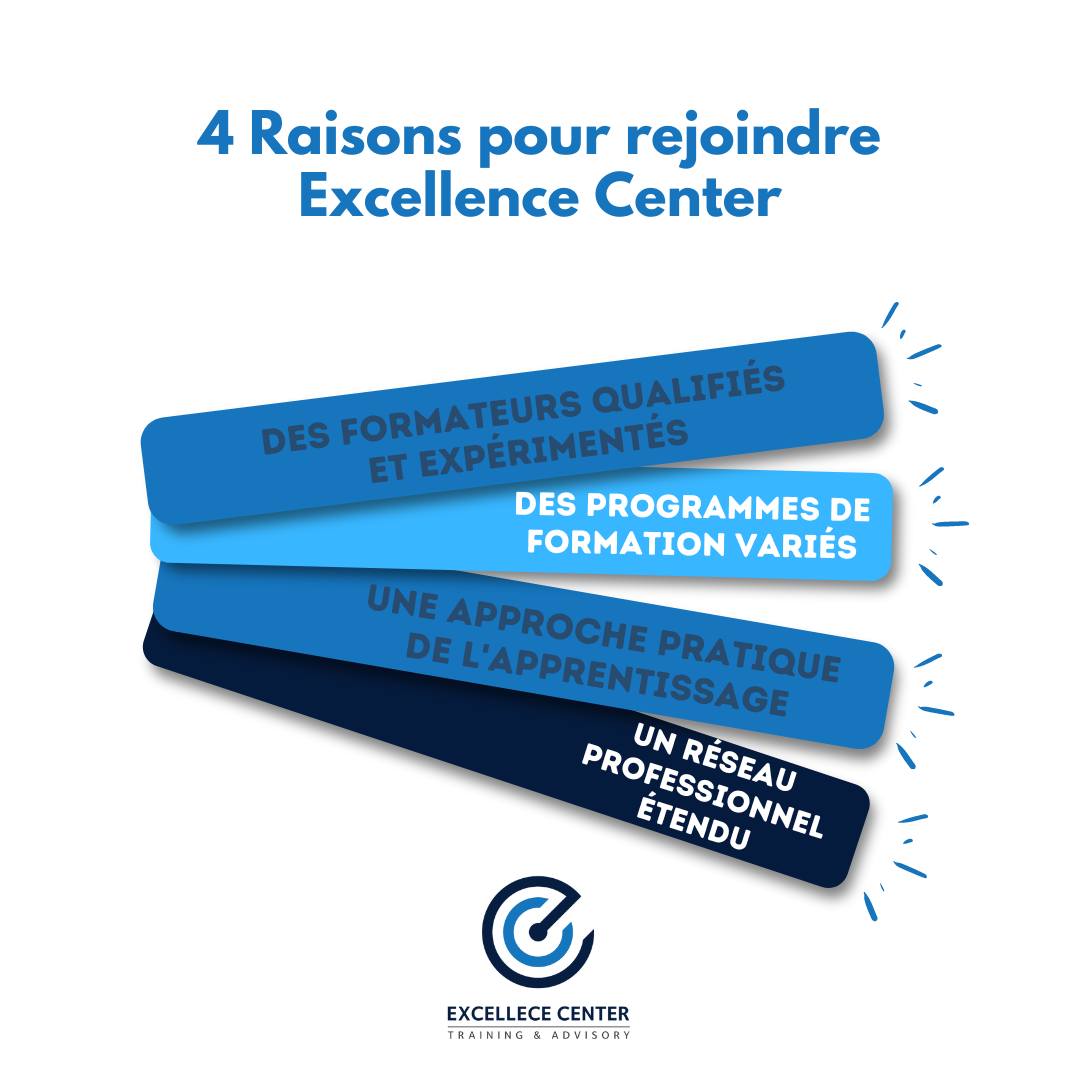 4 Raisons pour rejoindre
Excellence Center
DES FORMATEURS QUALIFIÉS
ET EXPÉRIMENTÉS
DES PROGRAMMES DE
FORMATION VARIÉS
UNE APPROCHE PRATIQUE
DE L'APPRENTISSAGE
UN RÉSEAU
PROFESSIONNEL
ÉTENDU
EXCELLECE CENTER
TRAINING & ADVISORY